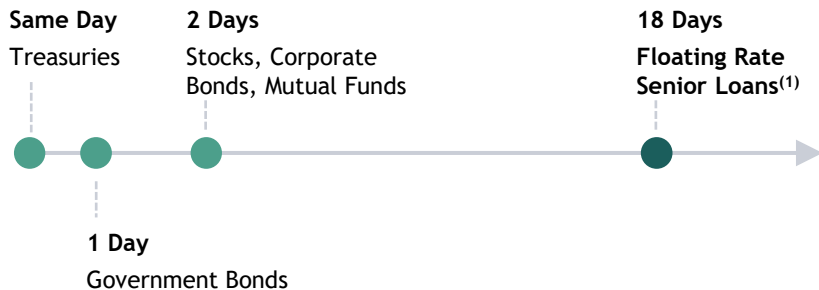 Same Day
Treasuries
2 Days
Stocks, Corporate
Bonds, Mutual Funds
18 Days
Floating Rate
Senior Loans(1)
1 Day
Government Bonds